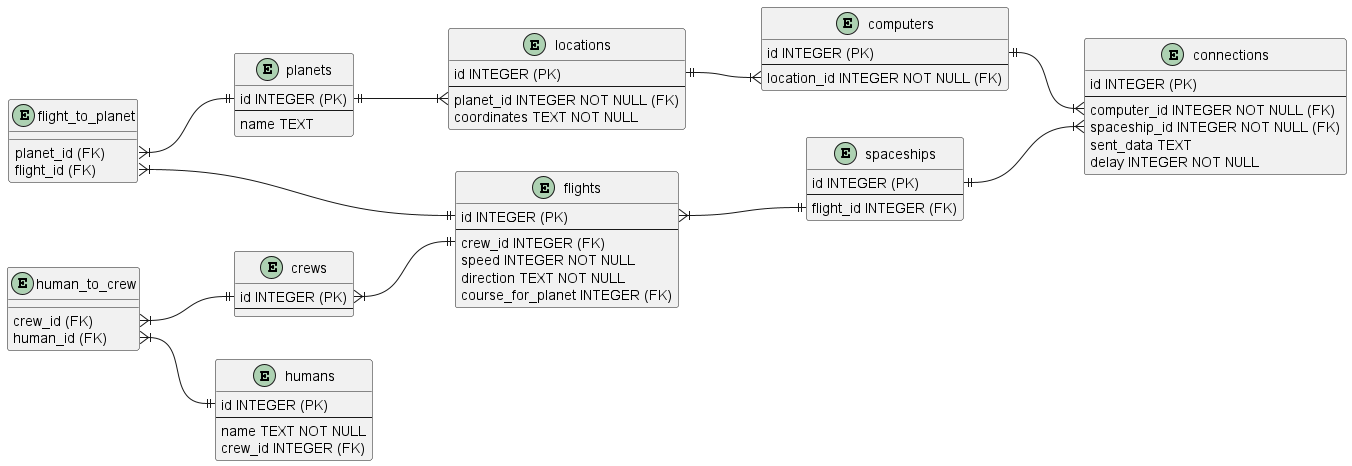 E flight_to_planet
planet_id (FK)
flight_id (FK)
E human_to_crew
crew_id (FK)
human_id (FK)
E planets
id INTEGER (PK)
name TEXT
E crews
id INTEGER (PK)
E humans
id INTEGER (PK)
name TEXT NOT NULL
crew_id INTEGER (FK)
E locations
id INTEGER (PK)
planet_id INTEGER NOT NULL (FK)
coordinates TEXT NOT NULL
E flights
id INTEGER (PK)
crew_id INTEGER (FK)
speed INTEGER NOT NULL
direction TEXT NOT NULL
course_for_planet INTEGER (FK)
E computers
id INTEGER (PK)
location_id INTEGER NOT NULL (FK)
E spaceships
id INTEGER (PK)
flight_id INTEGER (FK)
E connections
id INTEGER (PK)
computer_id INTEGER NOT NULL (FK)
spaceship_id INTEGER NOT NULL (FK)
sent_data TEXT
delay INTEGER NOT NULL